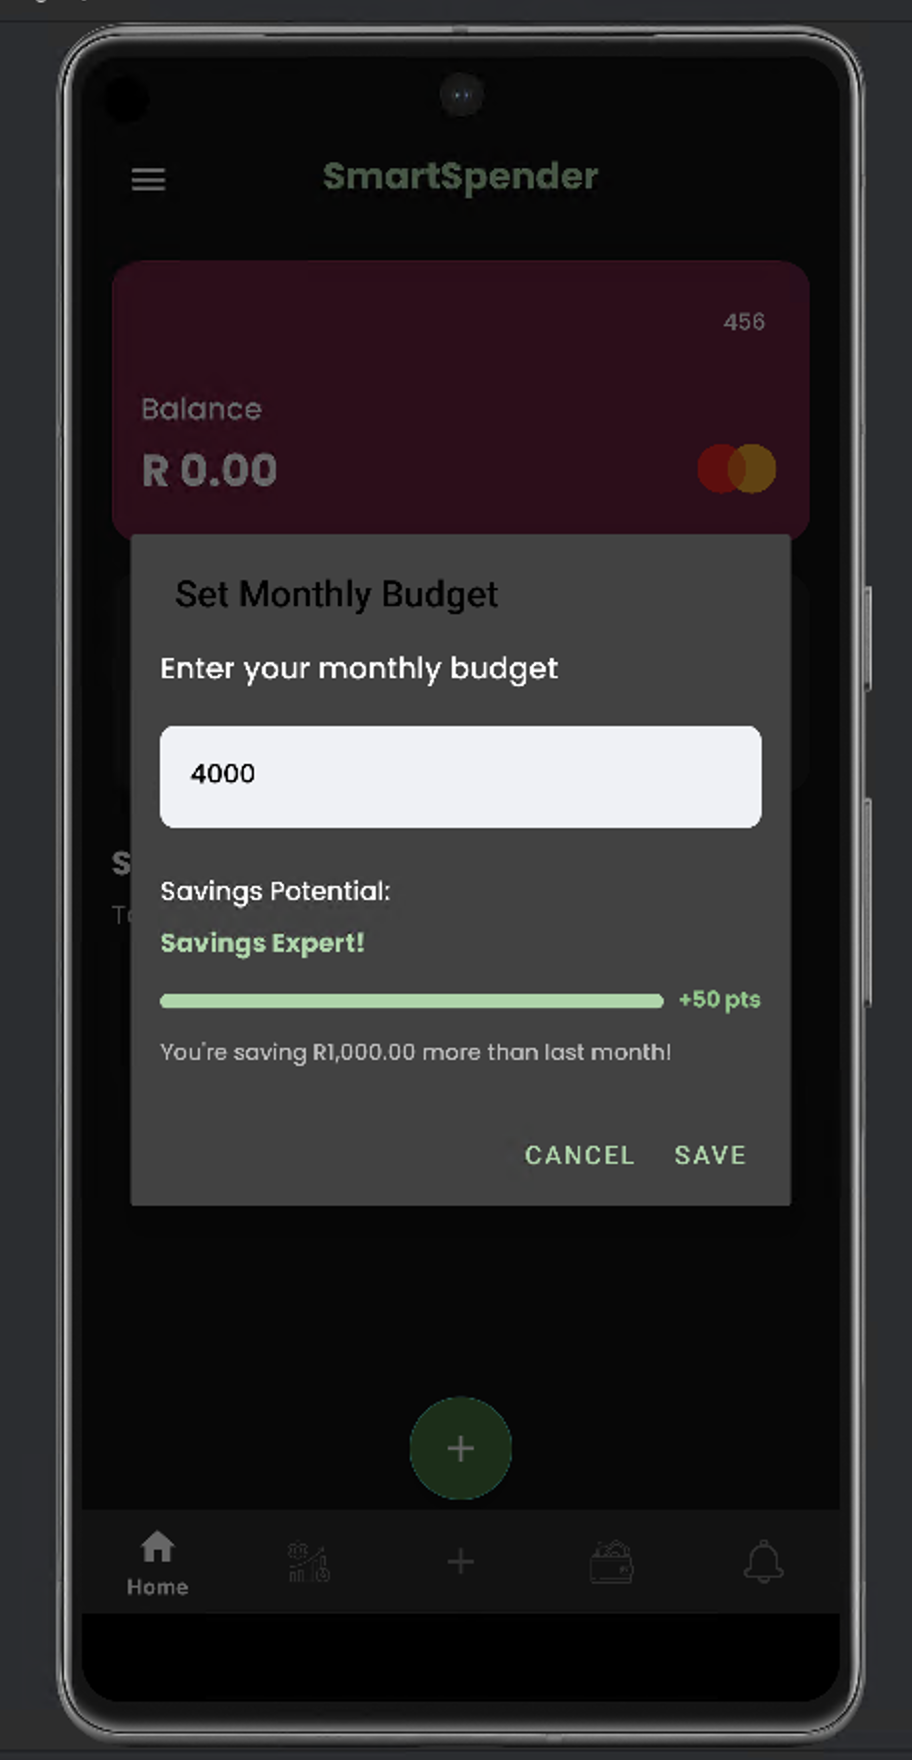 SmartSpender
456
Balance
R 0.00
Set Monthly Budget
Enter your monthly budget
4000
S
To
Savings Potential:
Savings Expert!
+50 pts
You're saving R1,000.00 more than last month!
CANCEL SAVE
Home